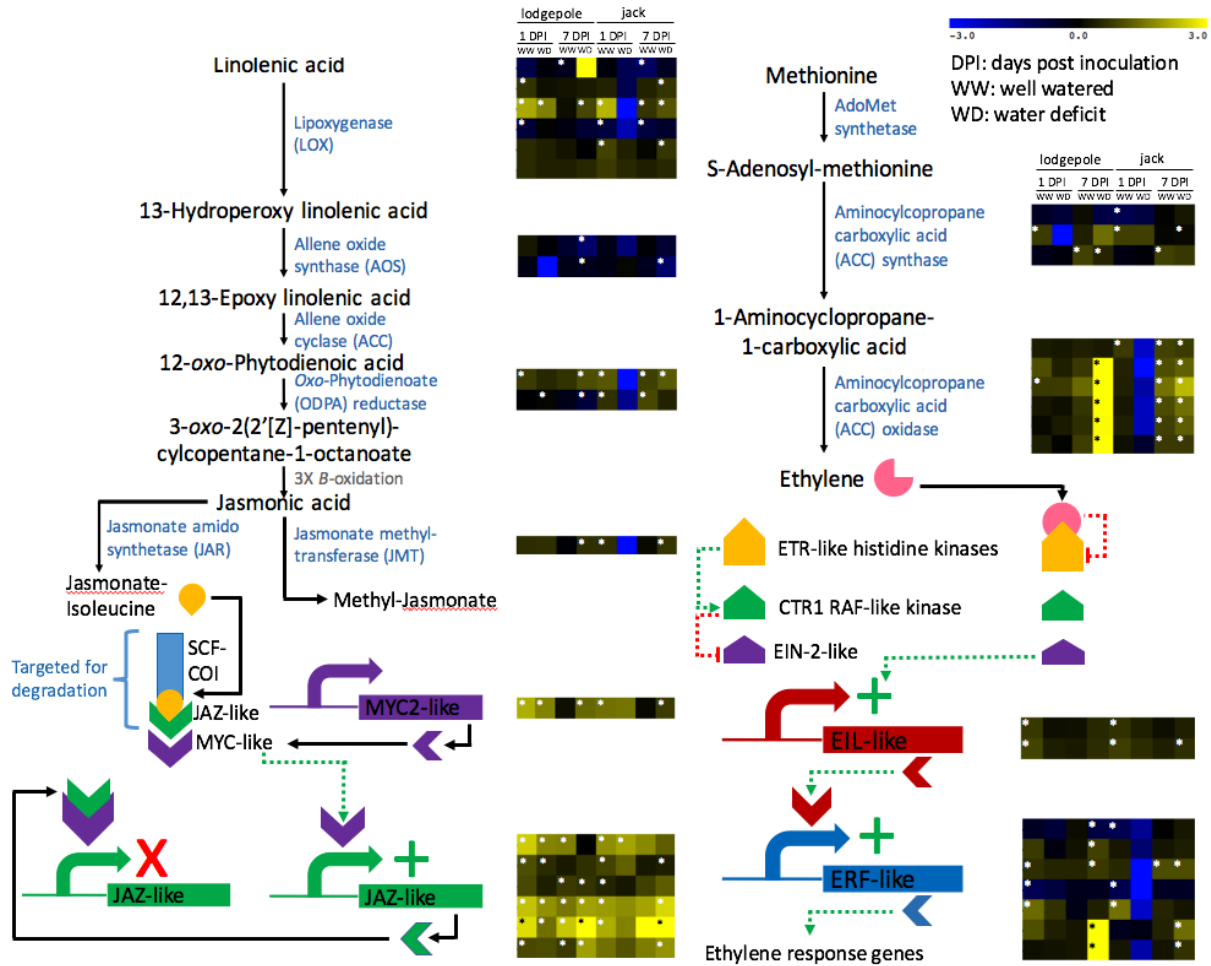 lodgepole jack
1 DPI 7 DPI 1 DPI 7 DPI
WW WD WW WD WW WD WW WD
Linolenic acid
Lipoxygenase
(LOX)
13-Hydroperoxy linolenic acid
Allene oxide
synthase (AOS)
12,13-Epoxy linolenic acid
Allene oxide
cyclase (ACC)
12-oxo-Phytodienoic acid
Oxo-Phytodienoate
(ODPA) reductase
3-oxo-2(2'[Z]-pentenyl)-
cylcopentane-1-octanoate
3X B-oxidation
Jasmonic acid
Jasmonate amido
synthetase (JAR)
Jasmonate methyl-
transferase (JMT)
Jasmonate-
Isoleucine
Methyl-Jasmonate
Targeted for
degradation
SCF-
COI
JAZ-like
MYC-like
MYC2-like
X
JAZ-like
+
JAZ-like
-3.0 0.0 3.0
DPI: days post inoculation
WW: well watered
WD: water deficit
Methionine
AdoMet
synthetase
S-Adenosyl-methionine
lodgepole jack
1 DPI 7 DPI 1 DPI 7 DPI
WW WD WW WD WW WD WW WD
Aminocylcopropane
carboxylic acid
(ACC) synthase
1-Aminocyclopropane-
1-carboxylic acid
Aminocylcopropane
carboxylic acid
(ACC) oxidase
Ethylene
ETR-like histidine kinases
CTR1 RAF-like kinase
EIN-2-like
+
EIL-like
+
ERF-like
Ethylene response genes